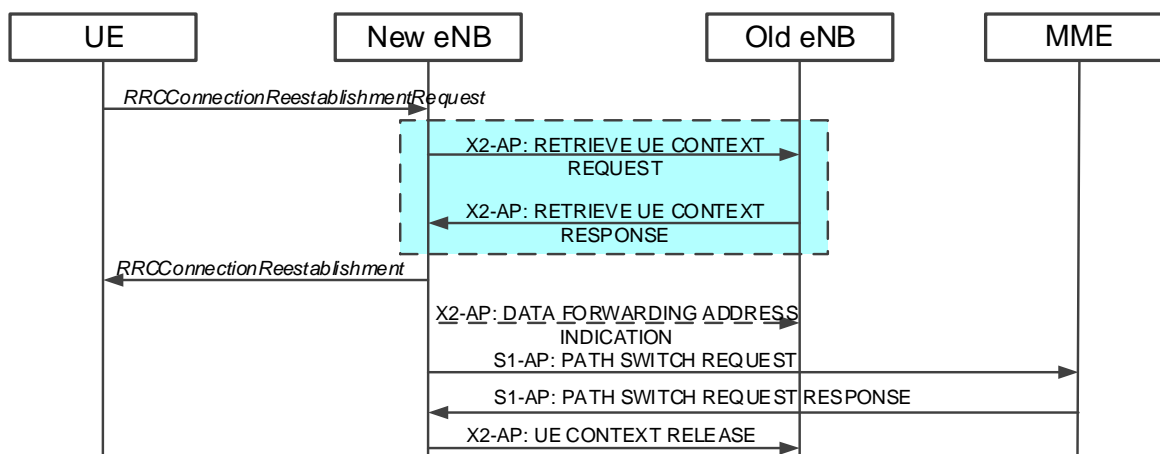 UE
New eNB
Old eNB
MME
RRCConnectionReestablishmentRequest
X2-AP: RETRIEVE UE CONTEXT
REQUEST
X2-AP: RETRIEVE UE CONTEXT
RESPONSE
RRCConnectionReestablishment
X2-AP: DATA FORWARDING ADDRESS
INDICATION
S1-AP: PATH SWITCH REQUEST
S1-AP: PATH SWITCH REQUEST RESPONSE
X2-AP: UE CONTEXT RELEASE